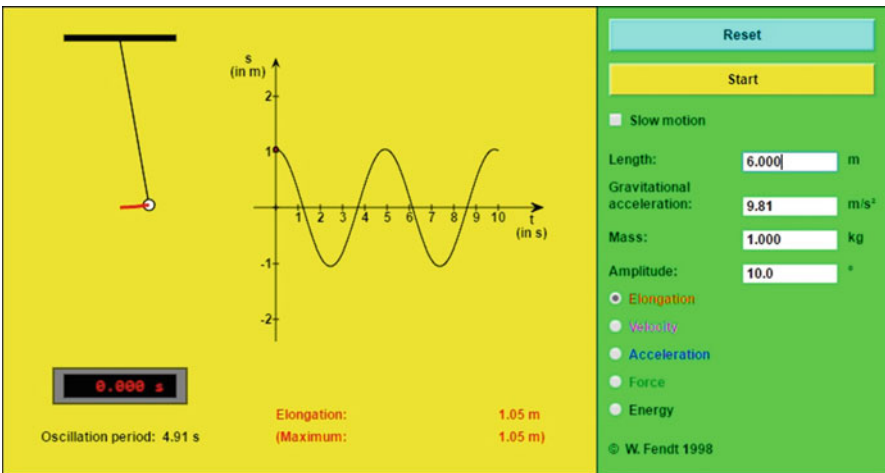 s
(in m)
2
1
-1
-2
1 2 3 4 5 6 7 8 9 10
t
(in s)
0.000 s
Oscillation period: 4.91 s
Elongation: 1.05 m
(Maximum: 1.05 m)
Reset
Start
Slow motion
Length: 6.000 m
Gravitational
acceleration: 9.81 m/s²
Mass: 1.000 kg
Amplitude: 10.0 °
Elongation
Velocity
Acceleration
Force
Energy
© W. Fendt 1998